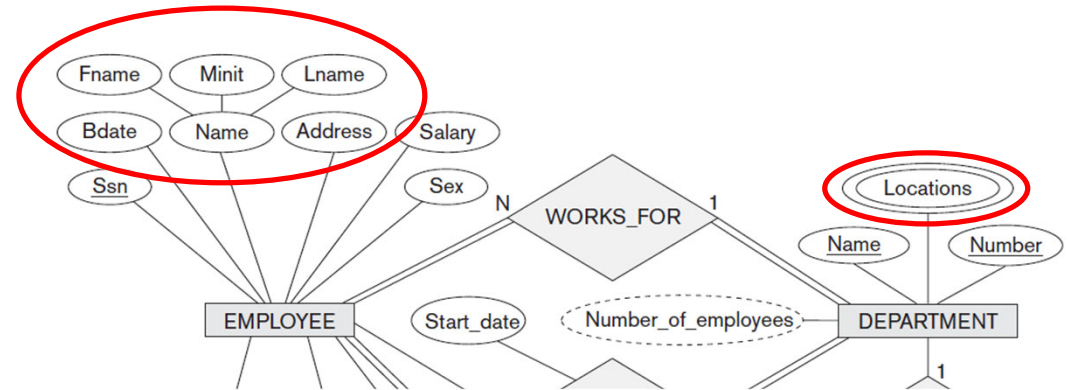 Fname Minit Lname
Bdate Name Address Salary
Ssn Sex Locations
N WORKS_FOR 1
Name Number
EMPLOYEE Start_date Number_of_employees DEPARTMENT
1